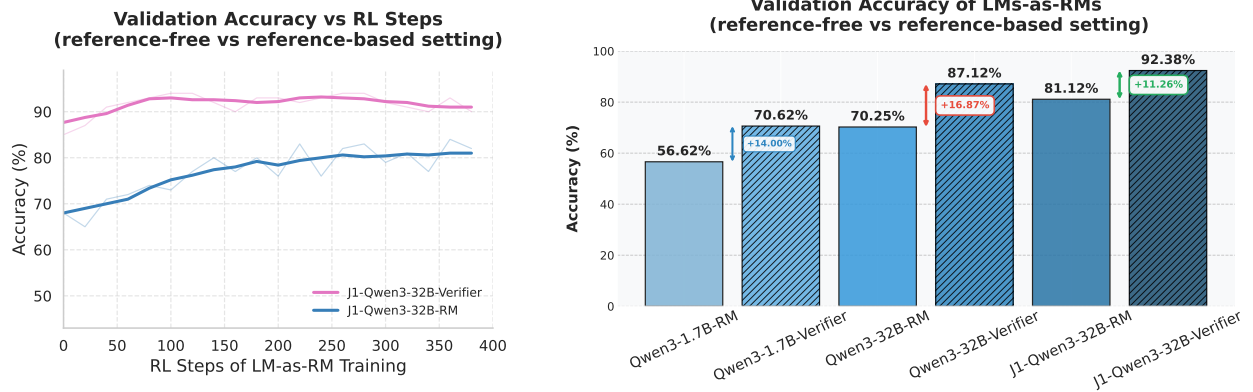 Validation Accuracy vs RL Steps
(reference-free vs reference-based setting)
Accuracy (%)
90
80
70
60
50
J1-Qwen3-32B-Verifier
J1-Qwen3-32B-RM
0 50 100 150 200 250 300 350 400
RL Steps of LM-as-RM Training
Validation Accuracy of LMs-as-RMs
(reference-free vs reference-based setting)
Accuracy (%)
100
80
60
40
20
0
56.62%
70.62%
70.25%
87.12%
81.12%
92.38%
+14.00%
+16.87%
+11.26%
Qwen3-1.7B-RM
Qwen3-1.7B-Verifier
Qwen3-32B-RM
Qwen3-32B-Verifier
J1-Qwen3-32B-RM
J1-Qwen3-32B-Verifier